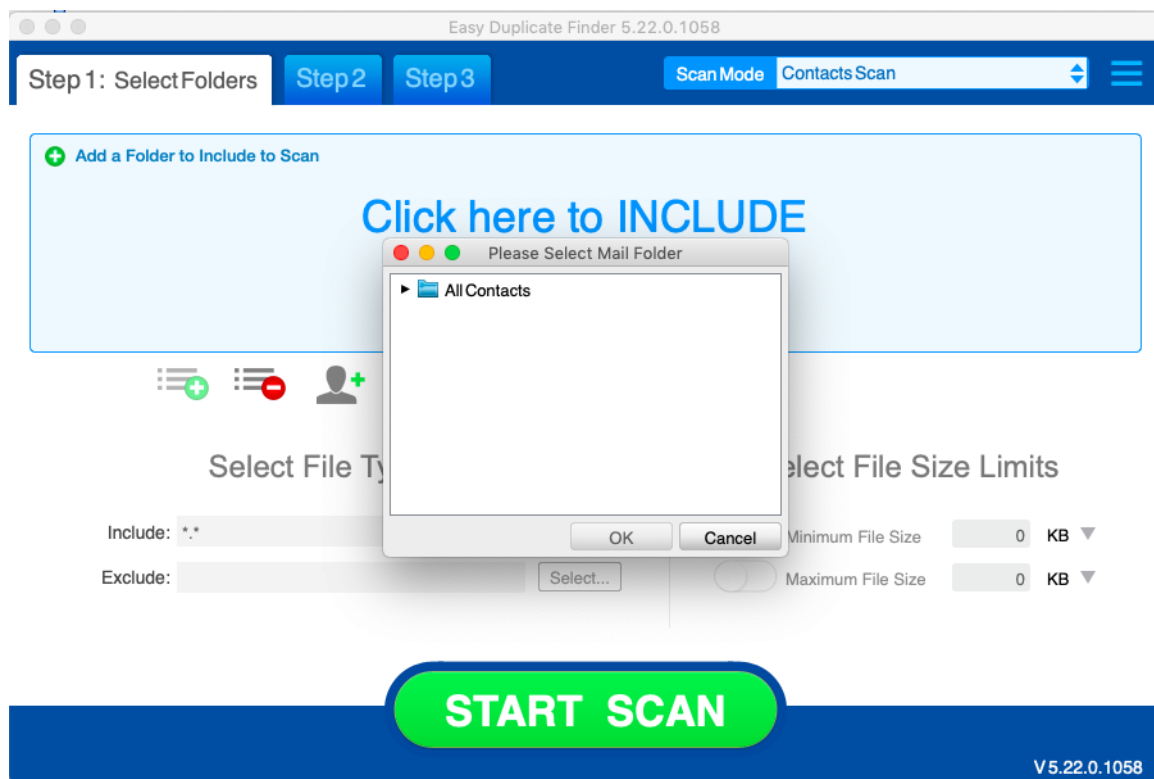 Easy Duplicate Finder 5.22.0.1058
Step 1: Select Folders
Step 2
Step 3
Scan Mode
Contacts Scan
Add a Folder to Include to Scan
Click here to INCLUDE
Please Select Mail Folder
All Contacts
OK
Cancel
Select File Ty
elect File Size Limits
Include: *.*
Minimum File Size 0 KB
Exclude:
Select...
Maximum File Size 0 KB
START SCAN
V 5.22.0.1058